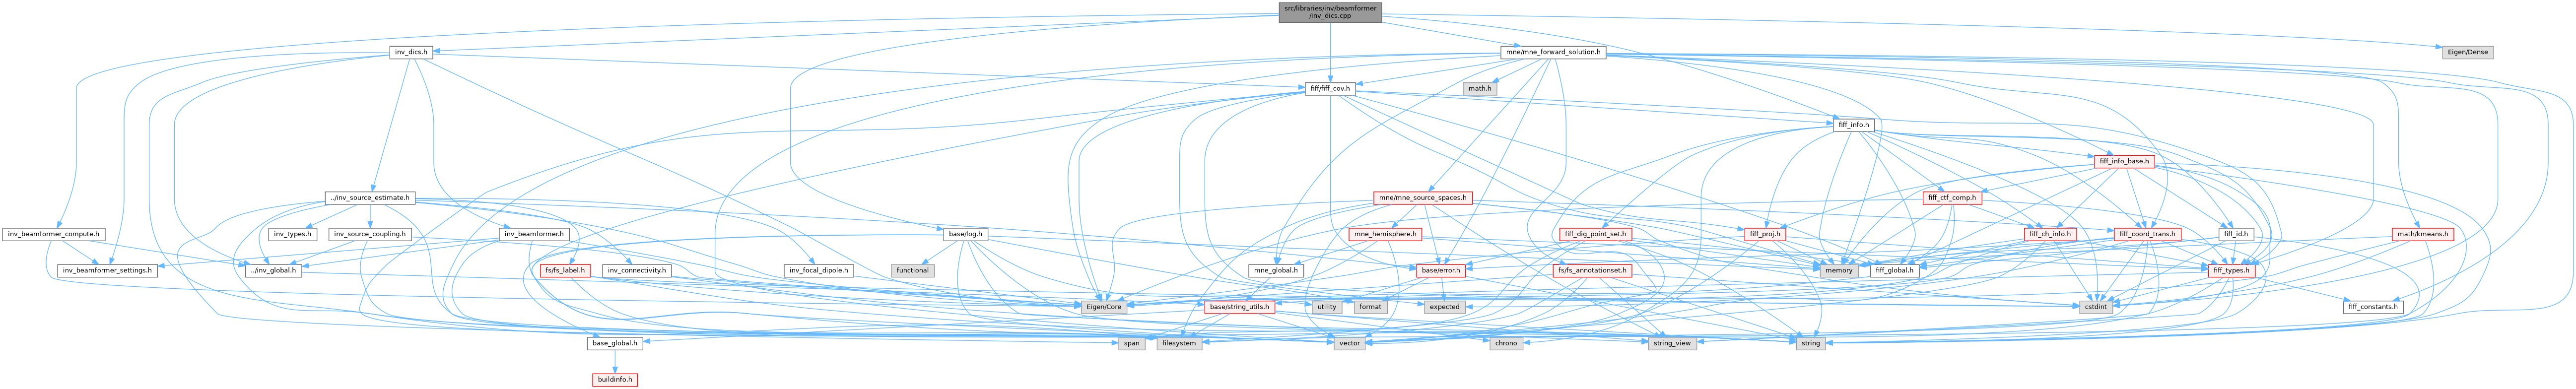 src/libraries/inv/beamformer
/inv_dics.cpp
inv_dics.h
mne/mne_forward_solution.h
Eigen/Dense
fiff/fiff_cov.h
math.h
fiff_info.h
fiff_info_base.h
../inv_source_estimate.h
mne/mne_source_spaces.h
fiff_ctf_comp.h
inv_beamformer_compute.h
inv_types.h
inv_source_coupling.h
inv_beamformer.h
base/log.h
mne_hemisphere.h
fiff_dig_point_set.h
fiff_proj.h
fiff_ch_info.h
fiff_coord_trans.h
fiff_id.h
math/kmeans.h
inv_beamformer_settings.h
../inv_global.h
fs/fs_label.h
inv_connectivity.h
inv_focal_dipole.h
functional
mne_global.h
base/error.h
fs/fs_annotationset.h
memory
fiff_global.h
fiff_types.h
Eigen/Core
base/string_utils.h
utility
format
expected
cstdint
fiff_constants.h
base_global.h
span
filesystem
vector
chrono
string_view
string
buildinfo.h